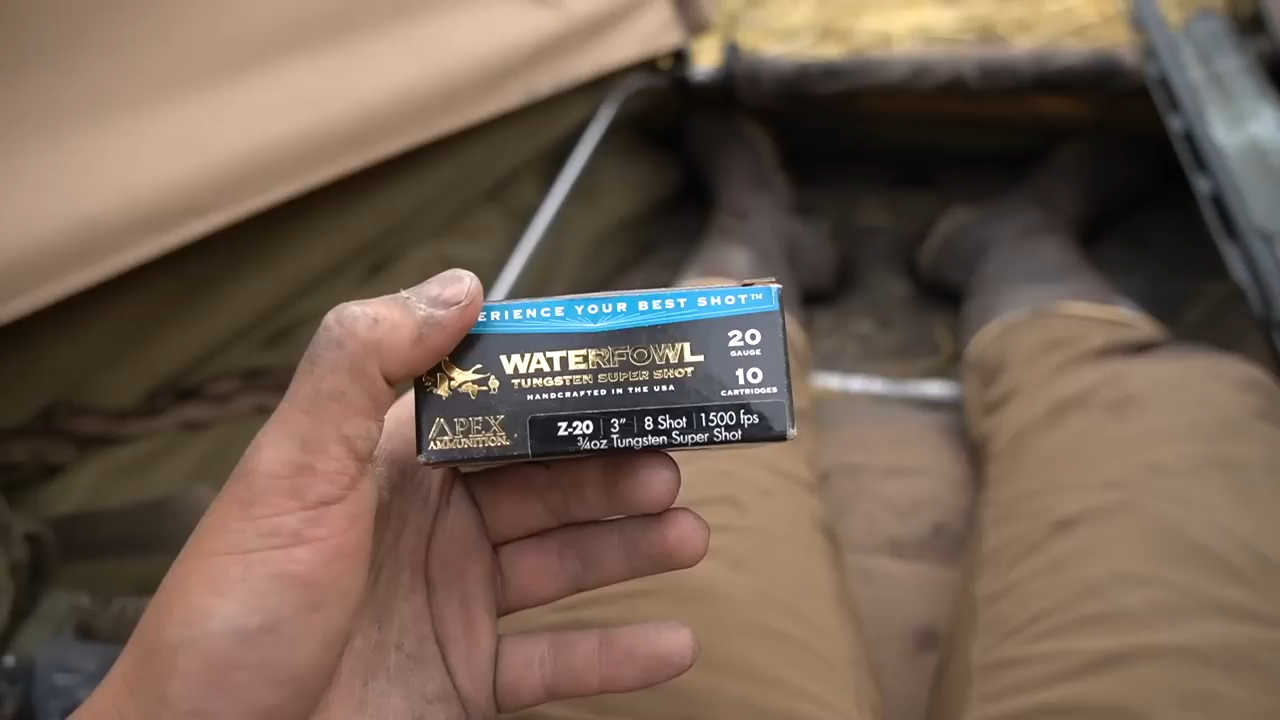 ERIENCE YOUR BEST SHOT™
WATERFOWL
TUNGSTEN SUPER SHOT
HANDCRAFTED IN THE USA
20
GAUGE
10
CARTRIDGES
APEX
AMMUNITION.
Z-20 | 3" | 8 Shot | 1500 fps
¾oz Tungsten Super Shot